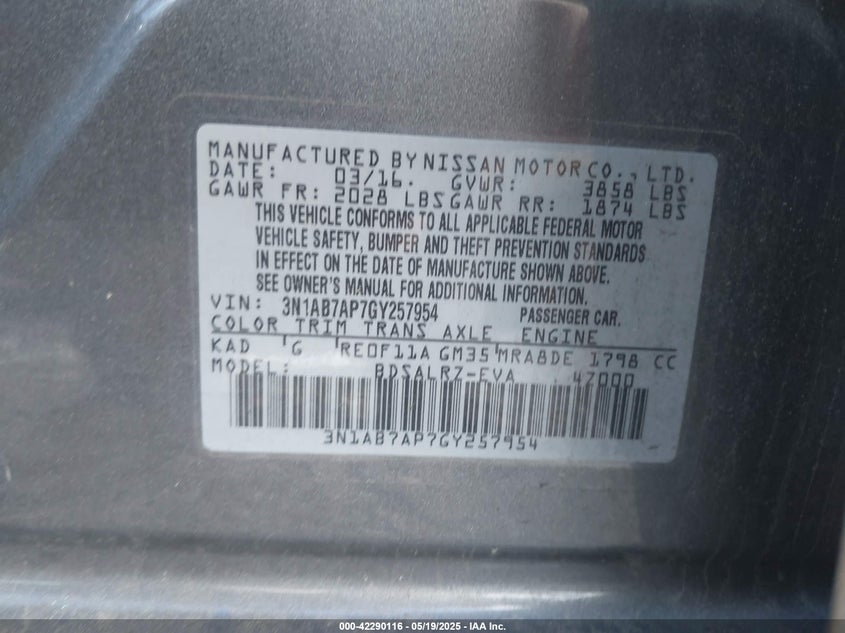 MANUFACTURED BY NISSAN MOTOR CO., LTD.
DATE: 03/16. GVWR: 3858 LBS
GAWR FR: 2028 LBS GAWR RR: 1874 LBS
THIS VEHICLE CONFORMS TO ALL APPLICABLE FEDERAL MOTOR
VEHICLE SAFETY, BUMPER AND THEFT PREVENTION STANDARDS
IN EFFECT ON THE DATE OF MANUFACTURE SHOWN ABOVE.
SEE OWNER'S MANUAL FOR ADDITIONAL INFORMATION.
VIN: 3N1AB7AP7GY257954 PASSENGER CAR.
COLOR TRIM TRANS AXLE ENGINE
KAD G RE0F11A GM35 MRA8DE 1798 CC
MODEL: BDSALRZ-EVA 47000
3N1AB7AP7GY257954
000-42290116 - 05/19/2025 - IAA Inc.